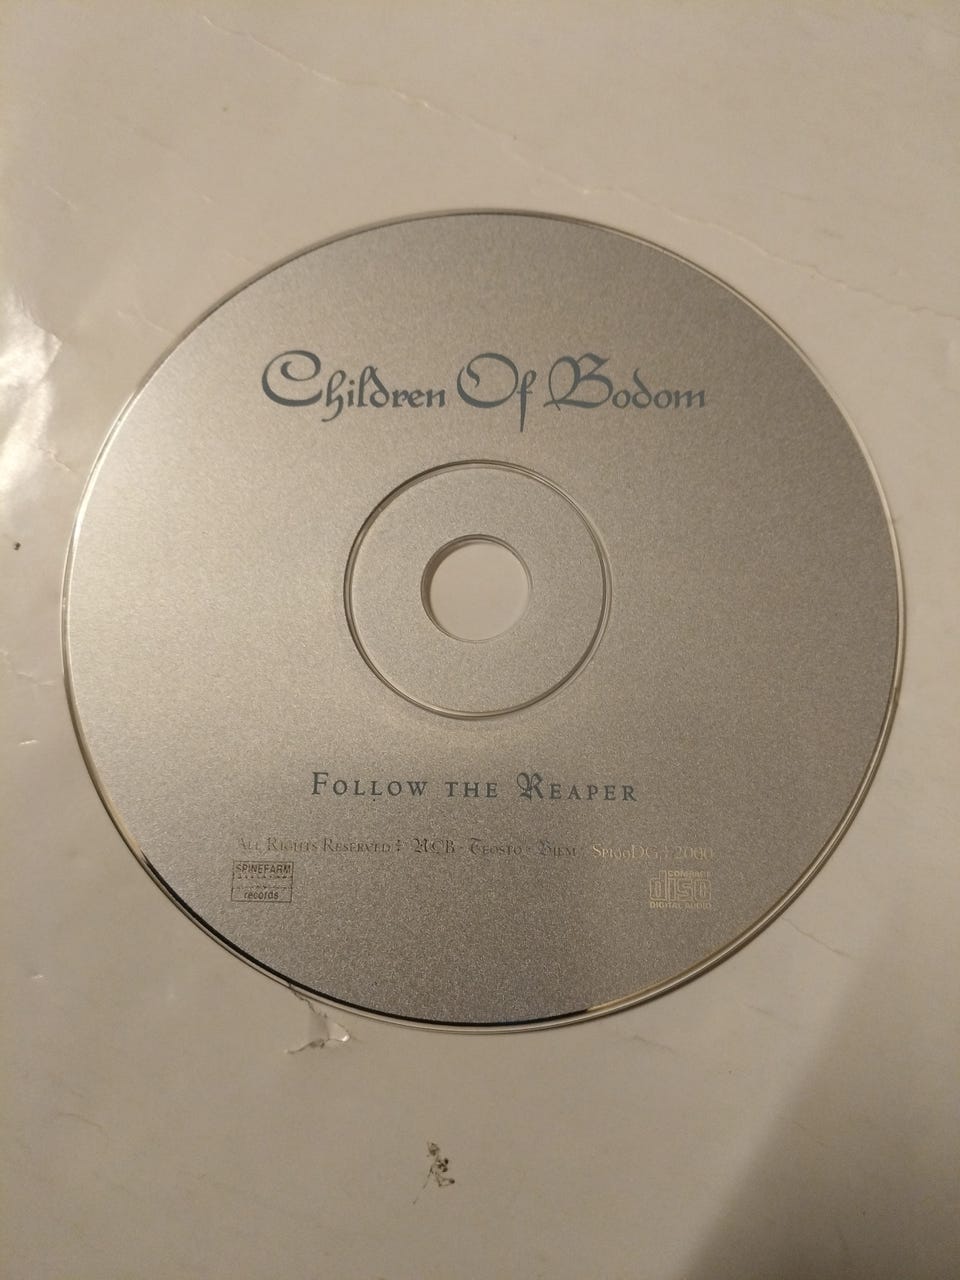 Children Of Bodom
Follow the Reaper
All Rights Reserved ‡ NCB - Teosto - Biem / Spi99DG / 2000
SPINEFARM
records
COMPACT
disc
DIGITAL AUDIO